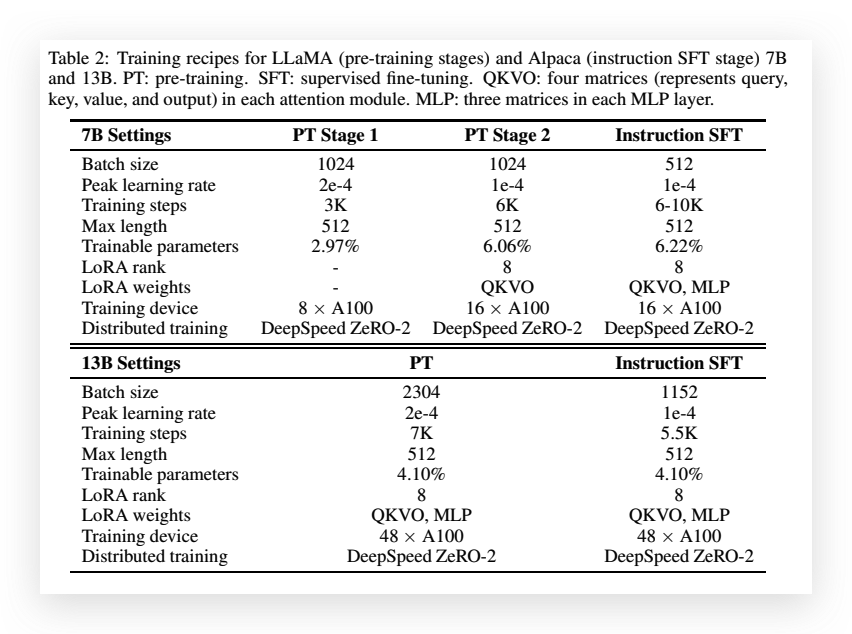 Table 2: Training recipes for LLaMA (pre-training stages) and Alpaca (instruction SFT stage) 7B
and 13B. PT: pre-training. SFT: supervised fine-tuning. QKVO: four matrices (represents query,
key, value, and output) in each attention module. MLP: three matrices in each MLP layer.
7B Settings PT Stage 1 PT Stage 2 Instruction SFT
Batch size 1024 1024 512
Peak learning rate 2e-4 1e-4 1e-4
Training steps 3K 6K 6-10K
Max length 512 512 512
Trainable parameters 2.97% 6.06% 6.22%
LoRA rank - 8 8
LoRA weights - QKVO QKVO, MLP
Training device 8 × A100 16 × A100 16 × A100
Distributed training DeepSpeed ZeRO-2 DeepSpeed ZeRO-2 DeepSpeed ZeRO-2
13B Settings PT Instruction SFT
Batch size 2304 1152
Peak learning rate 2e-4 1e-4
Training steps 7K 5.5K
Max length 512 512
Trainable parameters 4.10% 4.10%
LoRA rank 8 8
LoRA weights QKVO, MLP QKVO, MLP
Training device 48 × A100 48 × A100
Distributed training DeepSpeed ZeRO-2 DeepSpeed ZeRO-2